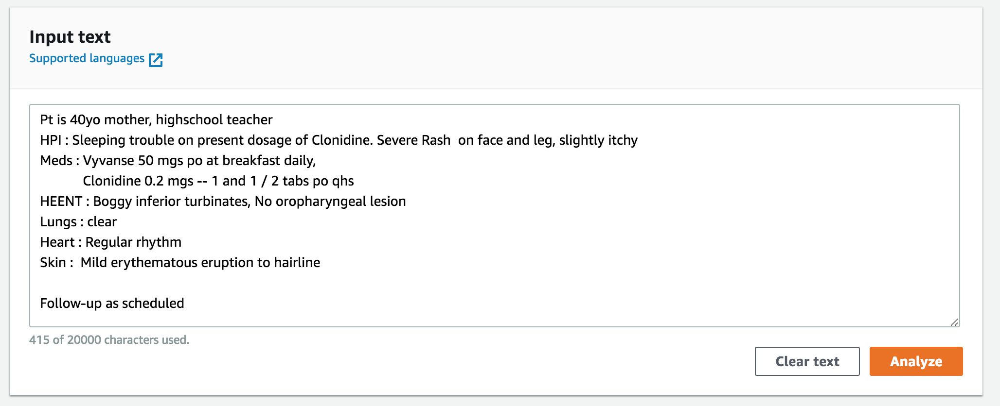 Input text
Supported languages
Pt is 40yo mother, highschool teacher
HPI : Sleeping trouble on present dosage of Clonidine. Severe Rash  on face and leg, slightly itchy
Meds : Vyvanse 50 mgs po at breakfast daily,
Clonidine 0.2 mgs -- 1 and 1 / 2 tabs po qhs
HEENT : Boggy inferior turbinates, No oropharyngeal lesion
Lungs : clear
Heart : Regular rhythm
Skin :  Mild erythematous eruption to hairline
Follow-up as scheduled
415 of 20000 characters used.
Clear text
Analyze